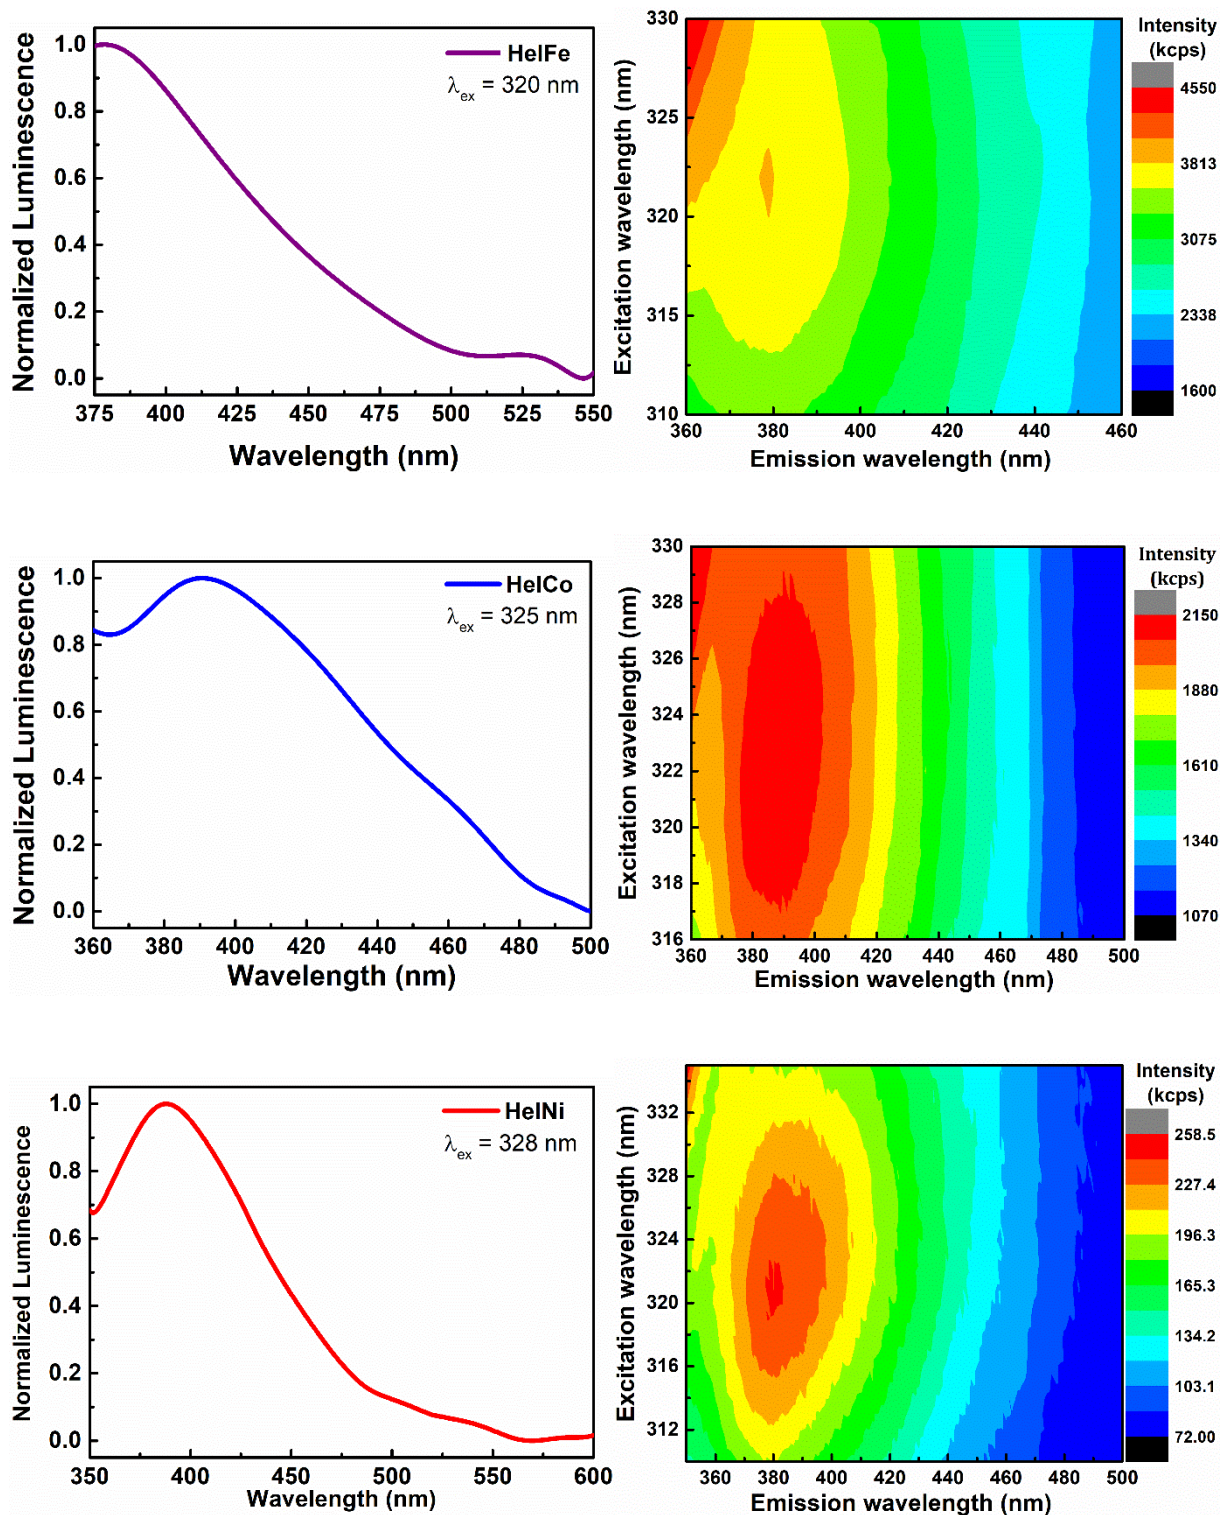 HelFe
λex = 320 nm
Normalized Luminescence
1.0
0.8
0.6
0.4
0.2
0.0
375 400 425 450 475 500 525 550
Wavelength (nm)
Excitation wavelength (nm)
330
325
320
315
310
360 380 400 420 440 460
Emission wavelength (nm)
Intensity
(kcps)
4550
3813
3075
2338
1600
HelCo
λex = 325 nm
Normalized Luminescence
1.0
0.8
0.6
0.4
0.2
0.0
360 380 400 420 440 460 480 500
Wavelength (nm)
Excitation wavelength (nm)
330
328
326
324
322
320
318
316
360 380 400 420 440 460 480 500
Emission wavelength (nm)
Intensity
(kcps)
2150
1880
1610
1340
1070
HelNi
λex = 328 nm
Normalized Luminescence
1.0
0.8
0.6
0.4
0.2
0.0
350 400 450 500 550 600
Wavelength (nm)
Excitation wavelength (nm)
332
328
324
320
316
312
360 380 400 420 440 460 480 500
Emission wavelength (nm)
Intensity
(kcps)
258.5
227.4
196.3
165.3
134.2
103.1
72.00